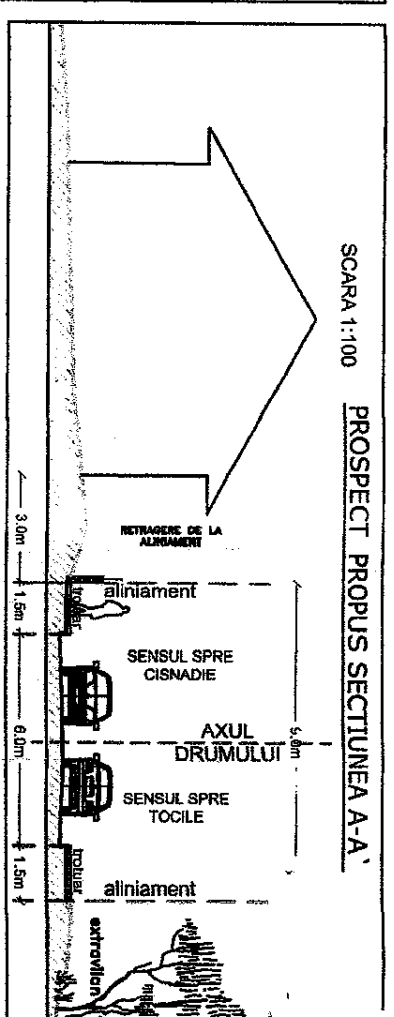 SCARA 1:100
PROSPECT PROPUS SECTIUNEA A-A'
RETRAGERE DE LA
ALINIAMENT
aliniament
trotuar
SENSUL SPRE
CISNADIE
AXUL
DRUMULUI
SENSUL SPRE
TOCILE
trotuar
aliniament
extravilan
3.0m
1.5m
6.0m
1.5m